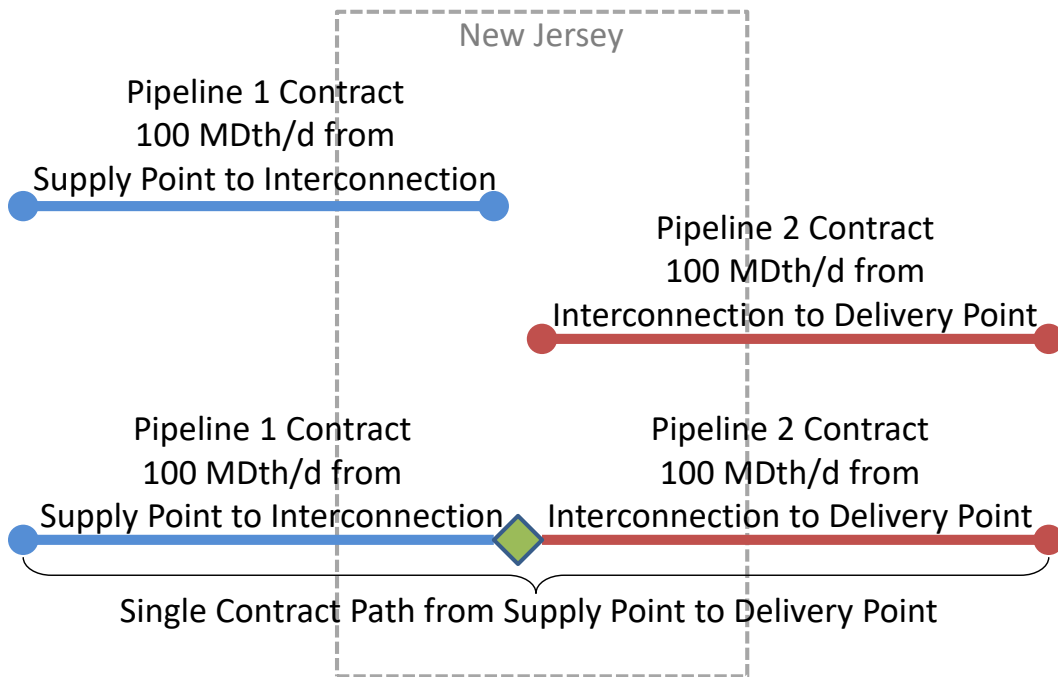 New Jersey
Pipeline 1 Contract
100 MDth/d from
Supply Point to Interconnection
Pipeline 2 Contract
100 MDth/d from
Interconnection to Delivery Point
Pipeline 1 Contract
100 MDth/d from
Supply Point to Interconnection
Pipeline 2 Contract
100 MDth/d from
Interconnection to Delivery Point
Single Contract Path from Supply Point to Delivery Point